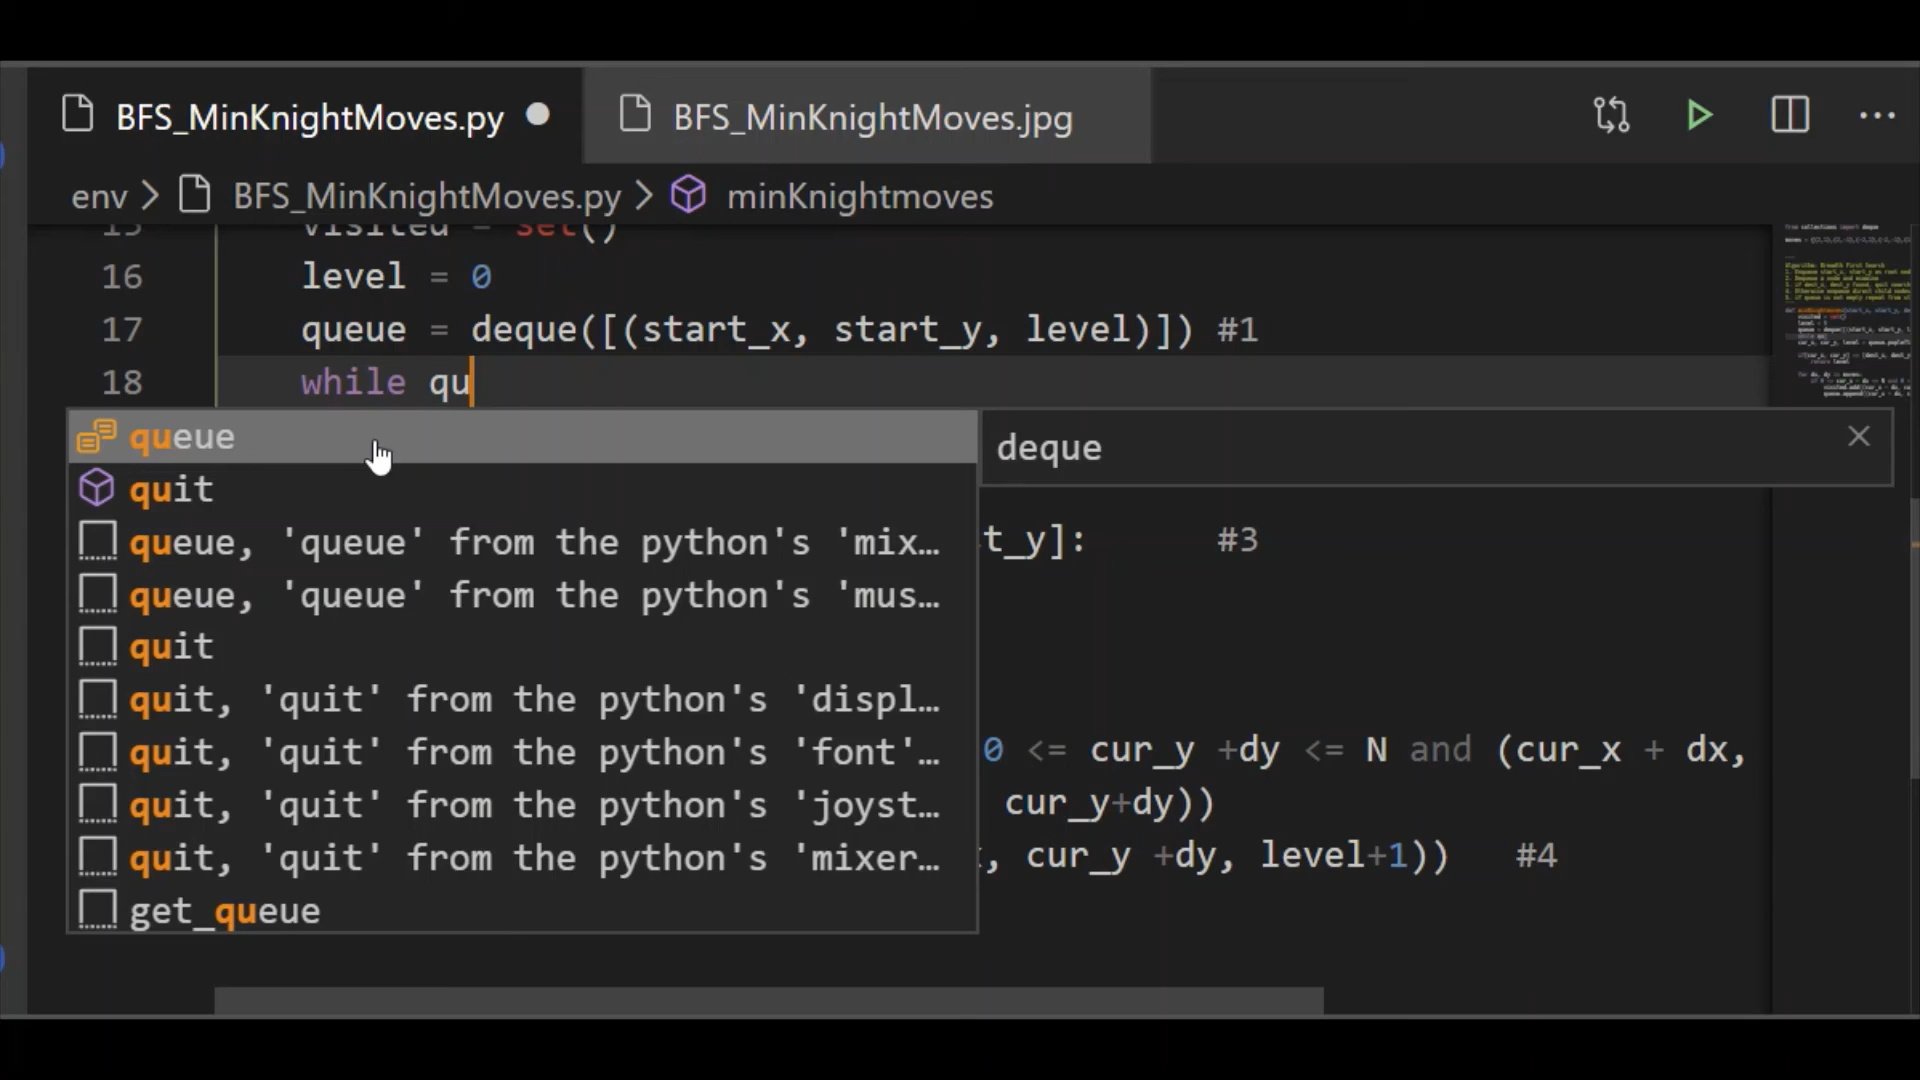 BFS_MinKnightMoves.py
BFS_MinKnightMoves.jpg
env > BFS_MinKnightMoves.py > minKnightmoves
15 visited = set()
16 level = 0
17 queue = deque([(start_x, start_y, level)]) #1
18 while qu
queue
deque
quit
queue, 'queue' from the python's 'mix…
t_y]: #3
queue, 'queue' from the python's 'mus…
quit
quit, 'quit' from the python's 'displ…
quit, 'quit' from the python's 'font'…
0 <= cur_y +dy <= N and (cur_x + dx,
quit, 'quit' from the python's 'joyst…
cur_y+dy))
quit, 'quit' from the python's 'mixer…
, cur_y +dy, level+1)) #4
get_queue